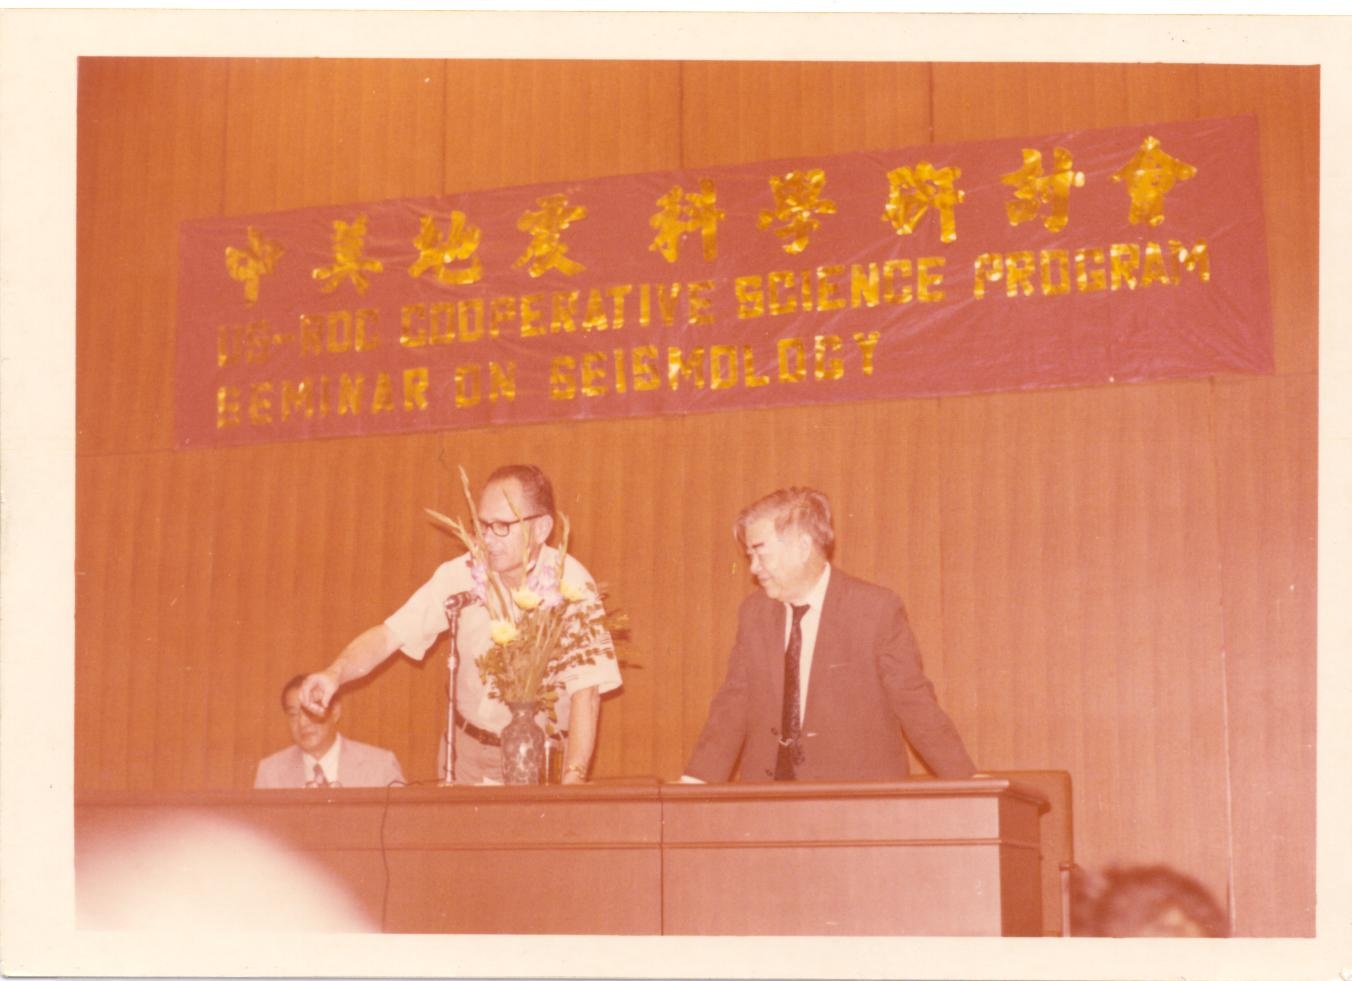 中美地震科學研討會
US-ROC COOPERATIVE SCIENCE PROGRAM
SEMINAR ON SEISMOLOGY